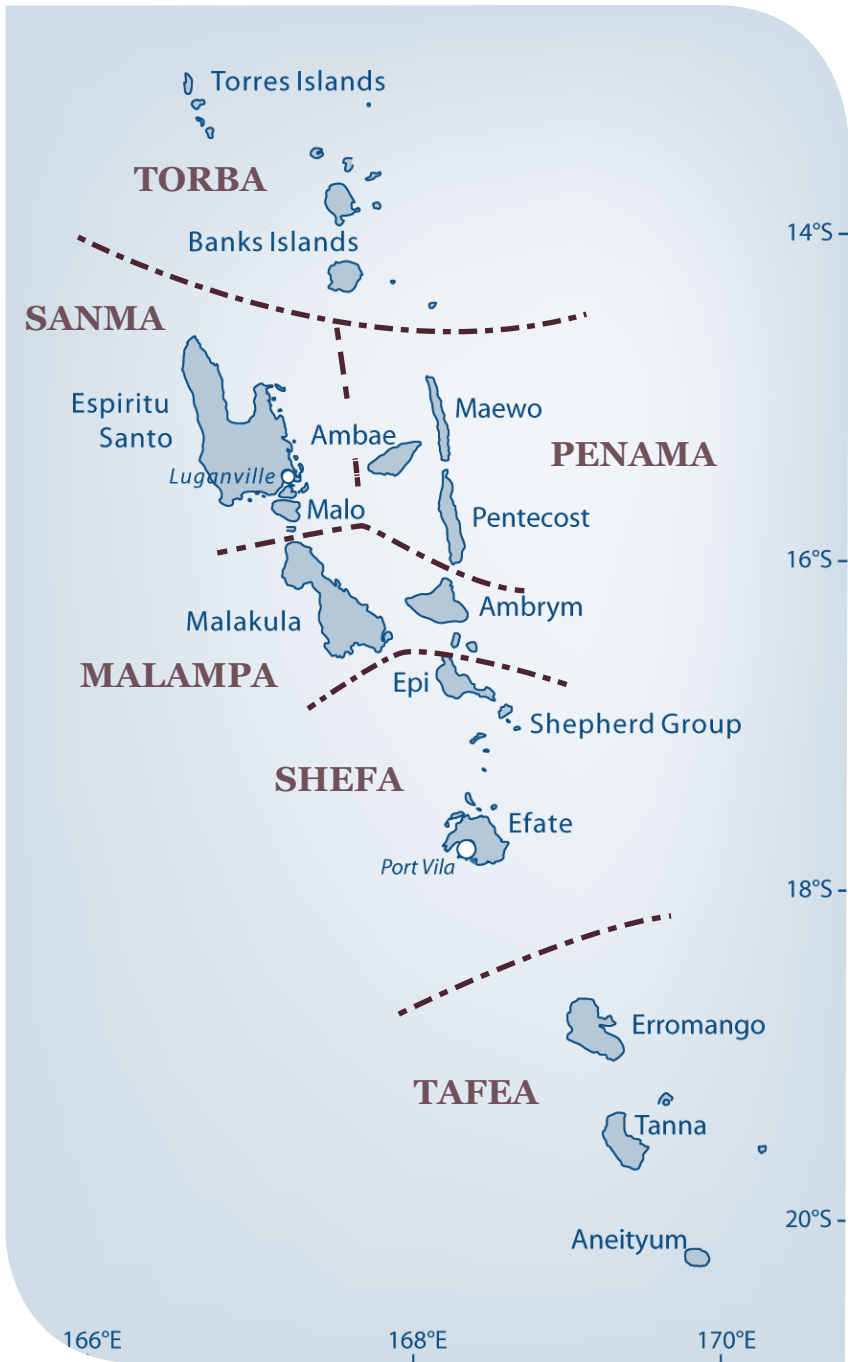 Torres Islands
TORBA
14°S
Banks Islands
SANMA
Espiritu
Santo
Maewo
Ambae
PENAMA
Luganville
Malo
Pentecost
16°S
Ambrym
Malakula
MALAMPA
Epi
Shepherd Group
SHEFA
Efate
Port Vila
18°S
Erromango
TAFEA
Tanna
20°S
Aneityum
166°E
168°E
170°E